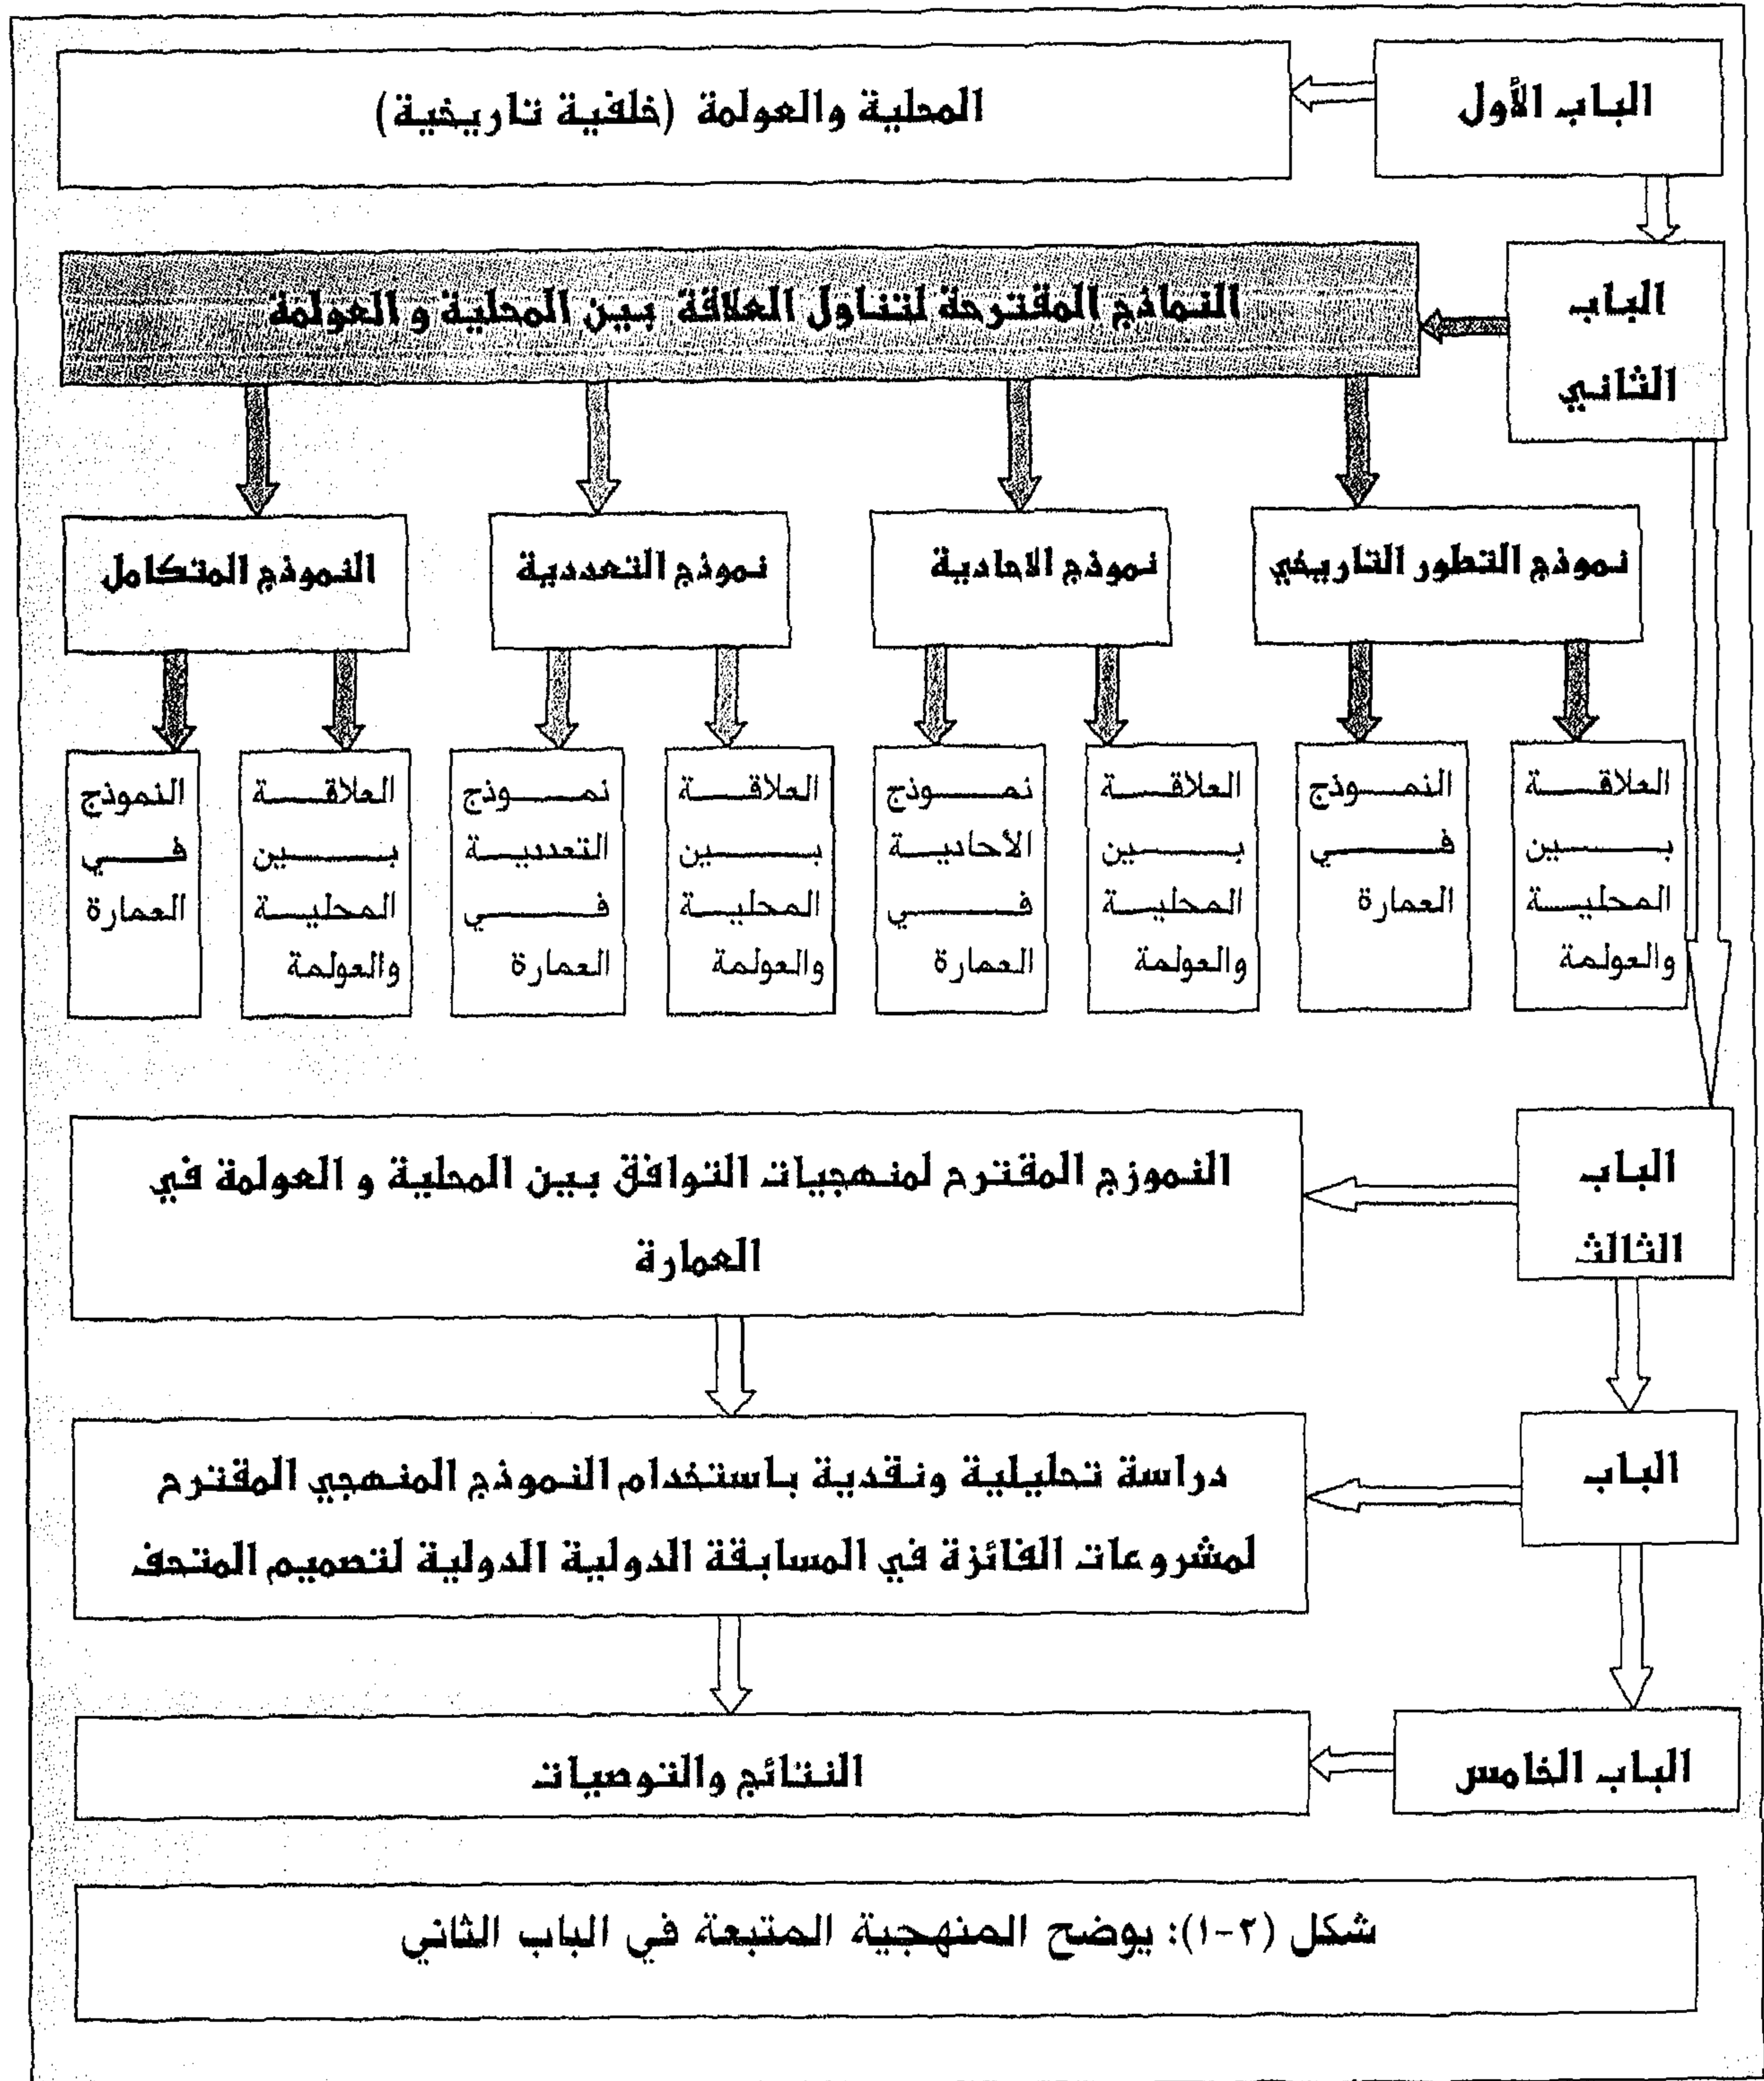 الباب الأول
المحلية والعولمة (خلفية تاريخية)
الباب
الثاني
النماذج المقترحة لتناول العلاقة بين المحلية و العولمة
نموذج التطور التاريخي
نموذج الاحادية
نموذج التعددية
النموذج المتكامل
العلاقة
بين
المحلية
والعولمة
النموذج
في
العمارة
العلاقة
بين
المحلية
والعولمة
نموذج
الأحادية
في
العمارة
العلاقة
بين
المحلية
والعولمة
نموذج
التعددية
في
العمارة
العلاقة
بين
المحلية
والعولمة
النموذج
في
العمارة
الباب
الثالث
النموزج المقترح لمنهجيات التوافق بين المحلية و العولمة في
العمارة
الباب
دراسة تحليلية ونقدية باستخدام النموذج المنهجي المقترح
لمشروعات الفائزة في المسابقة الدولية الدولية لتصميم المتحف
الباب الخامس
النتائج والتوصيات
شكل (٢-١): يوضح المنهجية المتبعة في الباب الثاني